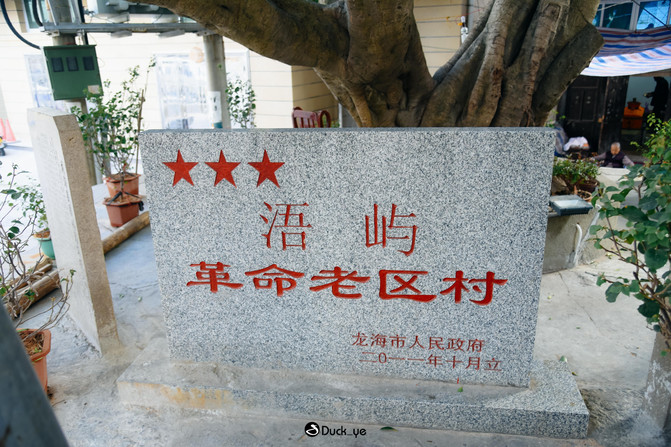 浯屿
革命老区村
龙海市人民政府
二〇一一年十月立
Duck_ye